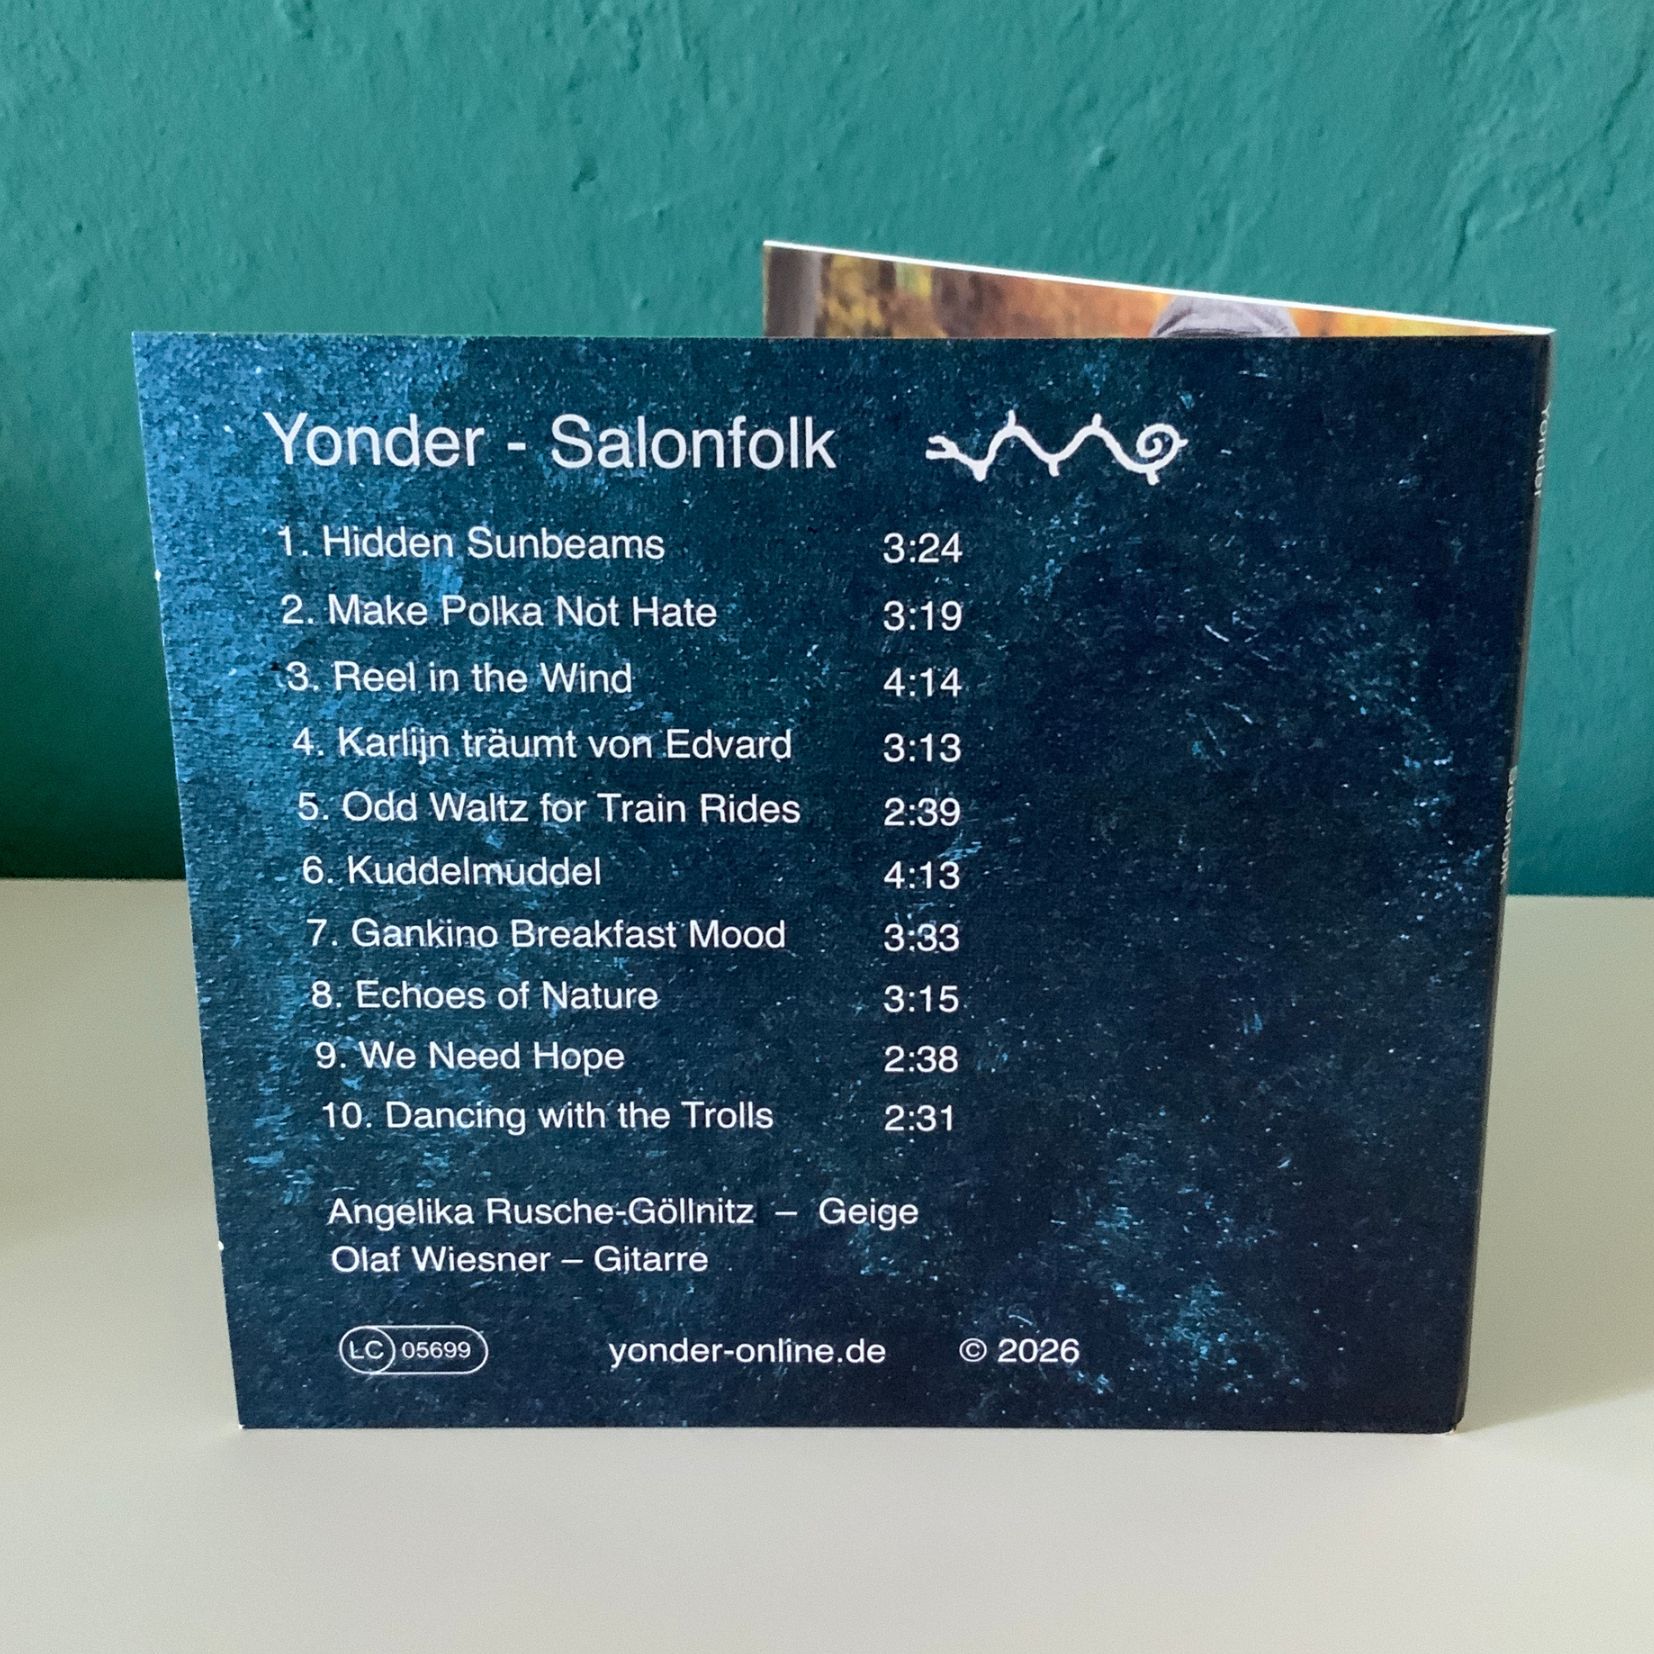 Yonder - Salonfolk
1. Hidden Sunbeams 3:24
2. Make Polka Not Hate 3:19
3. Reel in the Wind 4:14
4. Karlijn träumt von Edvard 3:13
5. Odd Waltz for Train Rides 2:39
6. Kuddelmuddel 4:13
7. Gankino Breakfast Mood 3:33
8. Echoes of Nature 3:15
9. We Need Hope 2:38
10. Dancing with the Trolls 2:31
Angelika Rusche-Göllnitz – Geige
Olaf Wiesner – Gitarre
LC 05699 yonder-online.de © 2026
Yonder